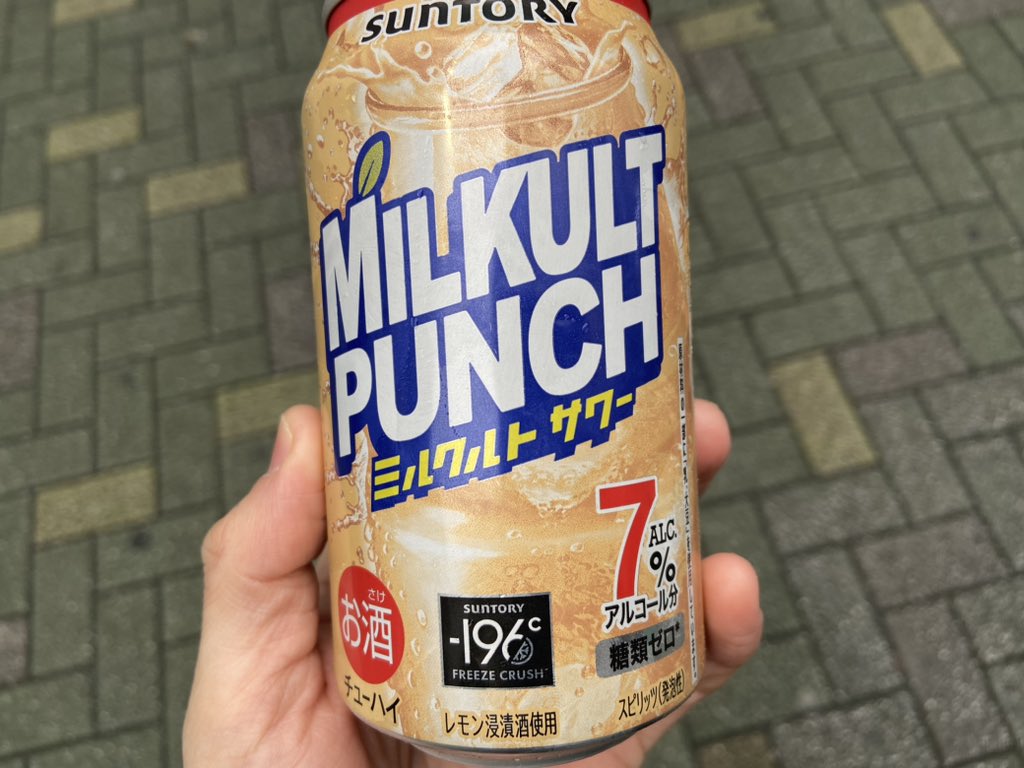 SUNTORY
MILKULT
PUNCH
ミルクルト サワー
7
ALC.
%
アルコール分
糖類ゼロ*
さけ
お酒
チューハイ
SUNTORY
-196℃
FREEZE CRUSH™
レモン浸漬酒使用
スピリッツ(発泡性)